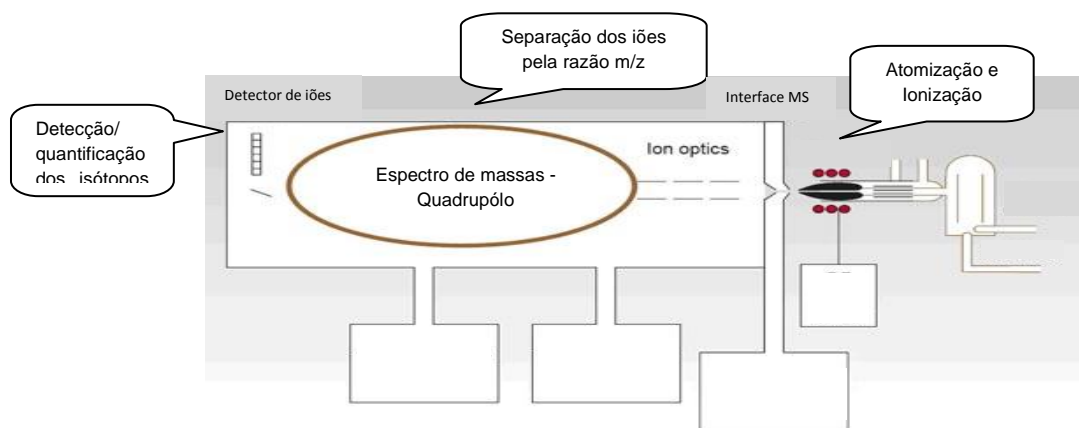 Separação dos iões
pela razão m/z
Atomização e
Ionização
Detector de iões
Interface MS
Detecção/
quantificação
dos isótopos
Ion optics
Espectro de massas -
Quadrupólo